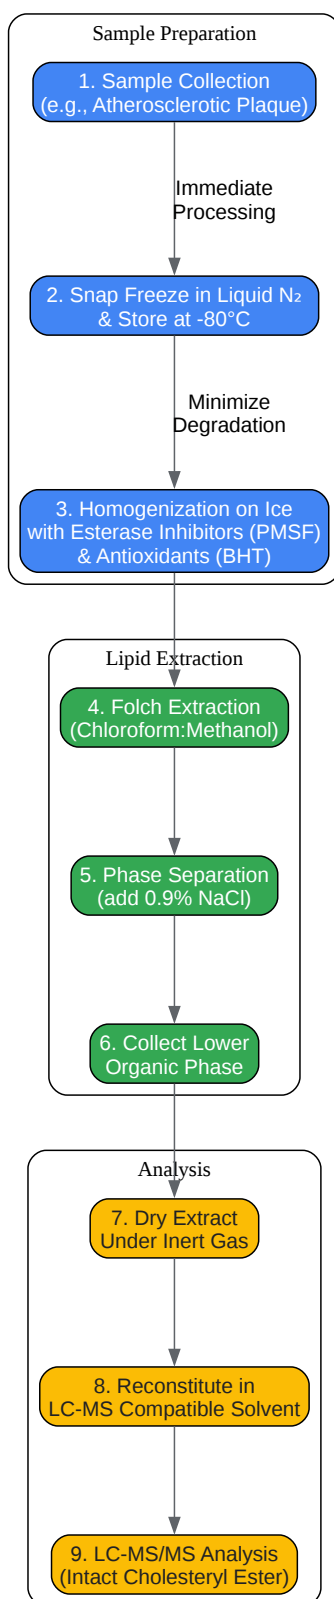 Sample Preparation
1. Sample Collection
(e.g., Atherosclerotic Plaque)
Immediate
Processing
2. Snap Freeze in Liquid N₂
& Store at -80°C
Minimize
Degradation
3. Homogenization on Ice
with Esterase Inhibitors (PMSF)
& Antioxidants (BHT)
Lipid Extraction
4. Folch Extraction
(Chloroform:Methanol)
5. Phase Separation
(add 0.9% NaCl)
6. Collect Lower
Organic Phase
Analysis
7. Dry Extract
Under Inert Gas
8. Reconstitute in
LC-MS Compatible Solvent
9. LC-MS/MS Analysis
(Intact Cholesteryl Ester)